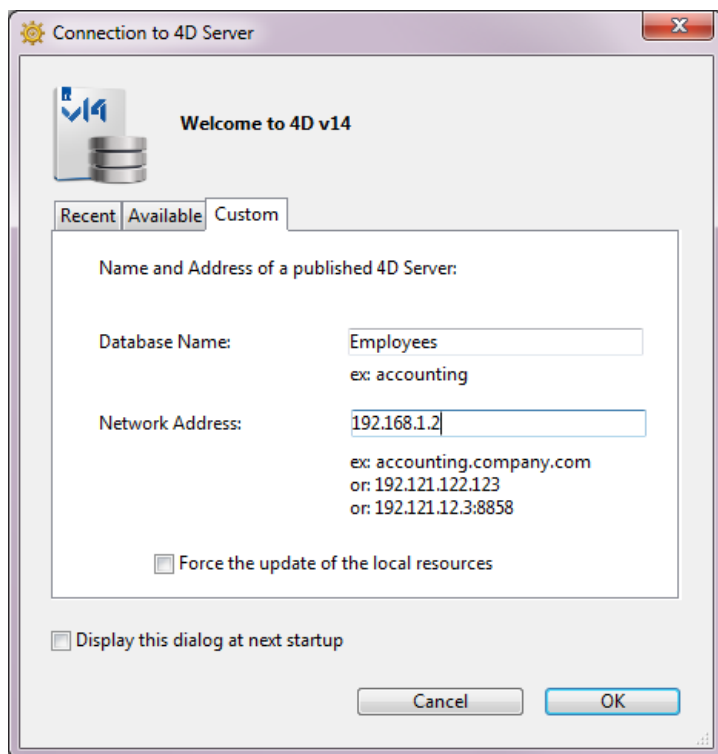 Connection to 4D Server
v14
Welcome to 4D v14
Recent Available Custom
Name and Address of a published 4D Server:
Database Name: Employees
ex: accounting
Network Address: 192.168.1.2
ex: accounting.company.com
or: 192.121.122.123
or: 192.121.12.3:8858
Force the update of the local resources
Display this dialog at next startup
Cancel OK